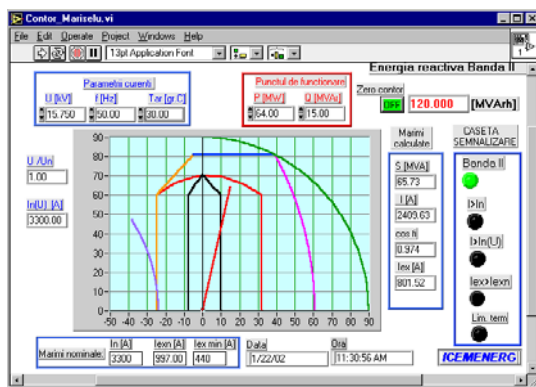 Contor_Mariselu.vi
File Edit Operate Project Windows Help
13pt Application Font
1
Energia reactiva Banda II
Parametrii curenti
U [kV] f [Hz] Tar [gr.C]
15.750 50.00 30.00
Punctul de functionare
P [MW] Q [MVAr]
64.00 15.00
Zero contor
OFF 120.000 [MVArh]
U /Un
1.00
In(U) [A]
3300.00
90
80
70
60
50
40
30
20
10
0
-50 -40 -30 -20 -10 0 10 20 30 40 50 60 70 80 90
Marimi calculate
S [MVA]
65.73
I [A]
2409.63
cos fi
0.974
Iex [A]
801.52
CASETA SEMNALIZARE
Banda II
I>In
I>In(U)
Iex>Iexn
Lim. term
Marimi nominale:
In [A] Iexn [A] Iex min [A]
3300 997.00 440
Data
1/22/02
Ora
11:30:56 AM
ICEMENERG